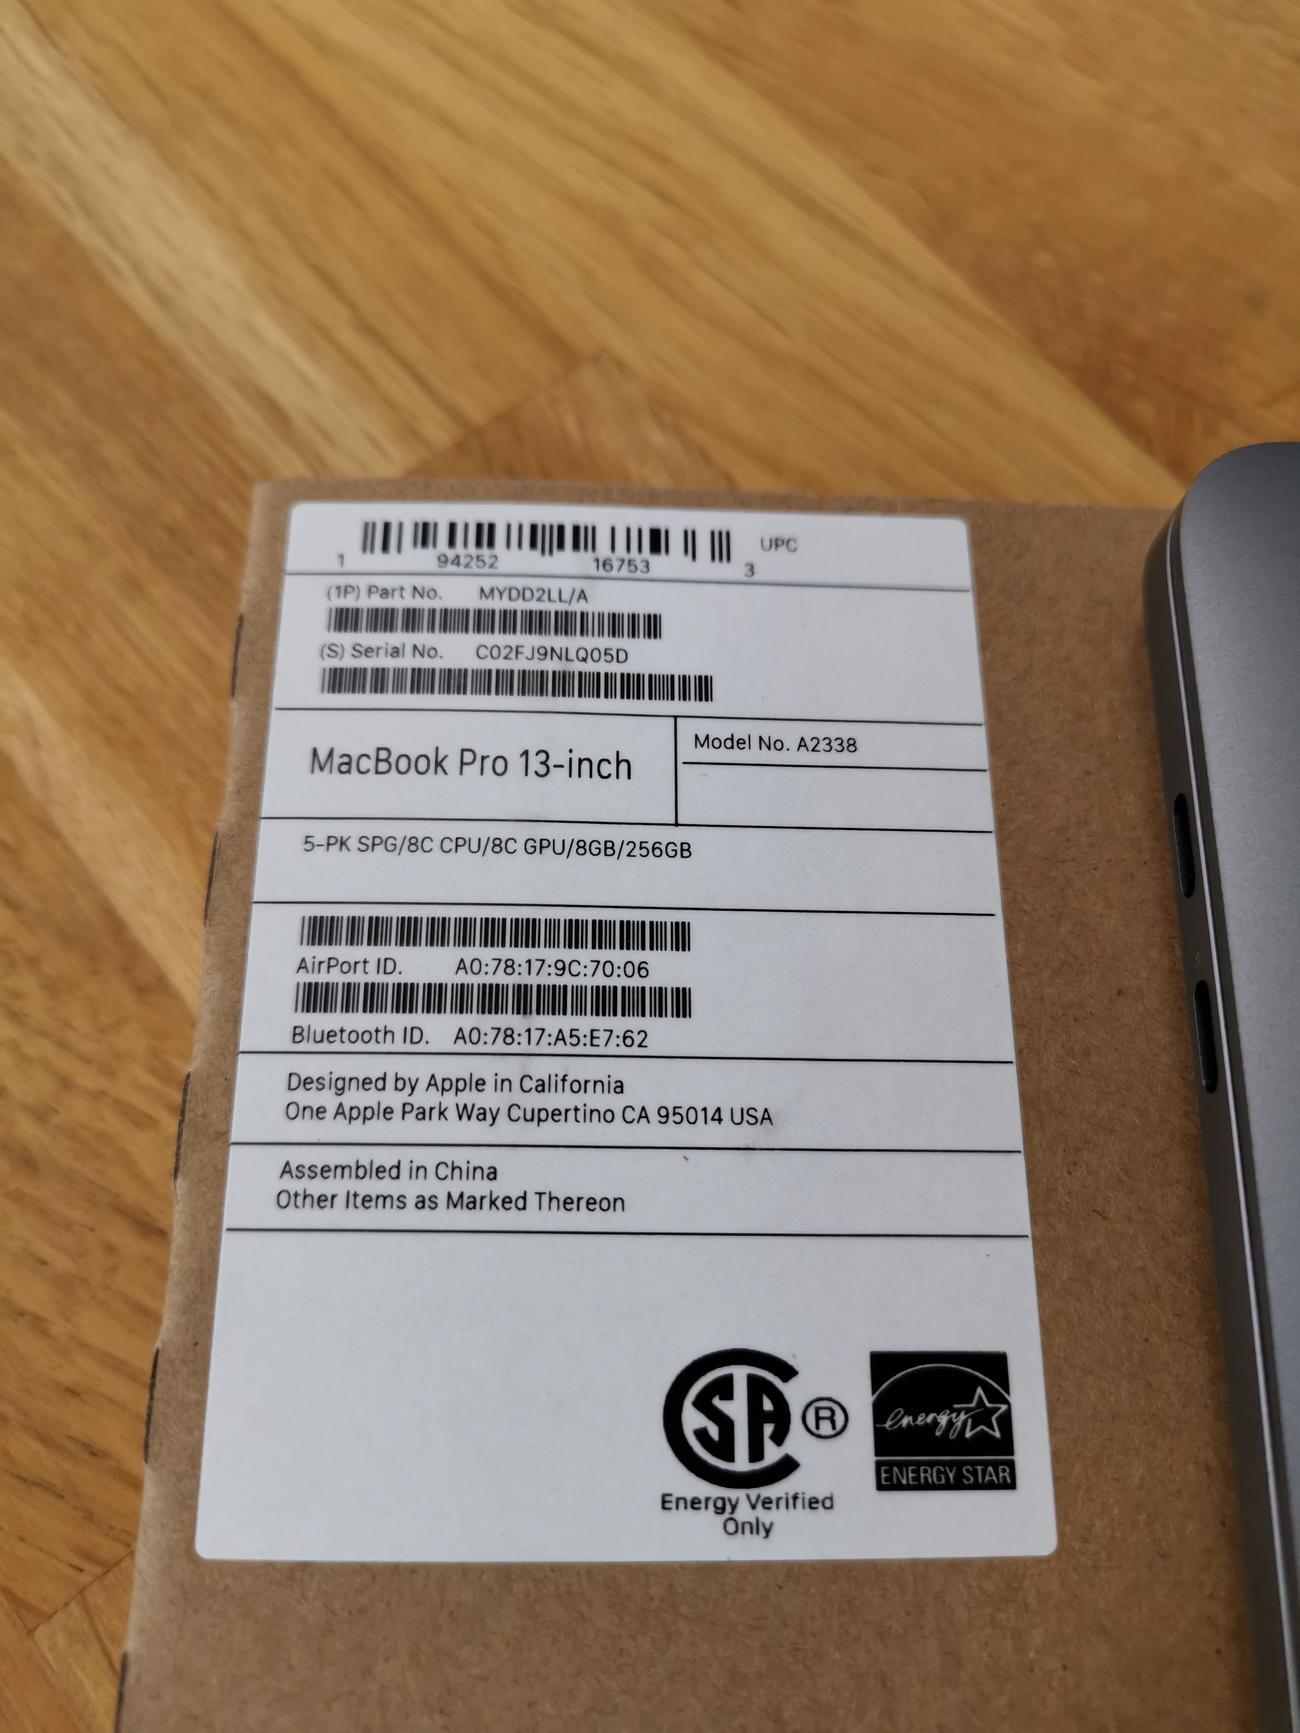 1 94252 16753 3 UPC
(1P) Part No. MYDD2LL/A
(S) Serial No. C02FJ9NLQ05D
MacBook Pro 13-inch
Model No. A2338
5-PK SPG/8C CPU/8C GPU/8GB/256GB
AirPort ID. A0:78:17:9C:70:06
Bluetooth ID. A0:78:17:A5:E7:62
Designed by Apple in California
One Apple Park Way Cupertino CA 95014 USA
Assembled in China
Other Items as Marked Thereon
CSA ®
Energy Verified
Only
energy
ENERGY STAR